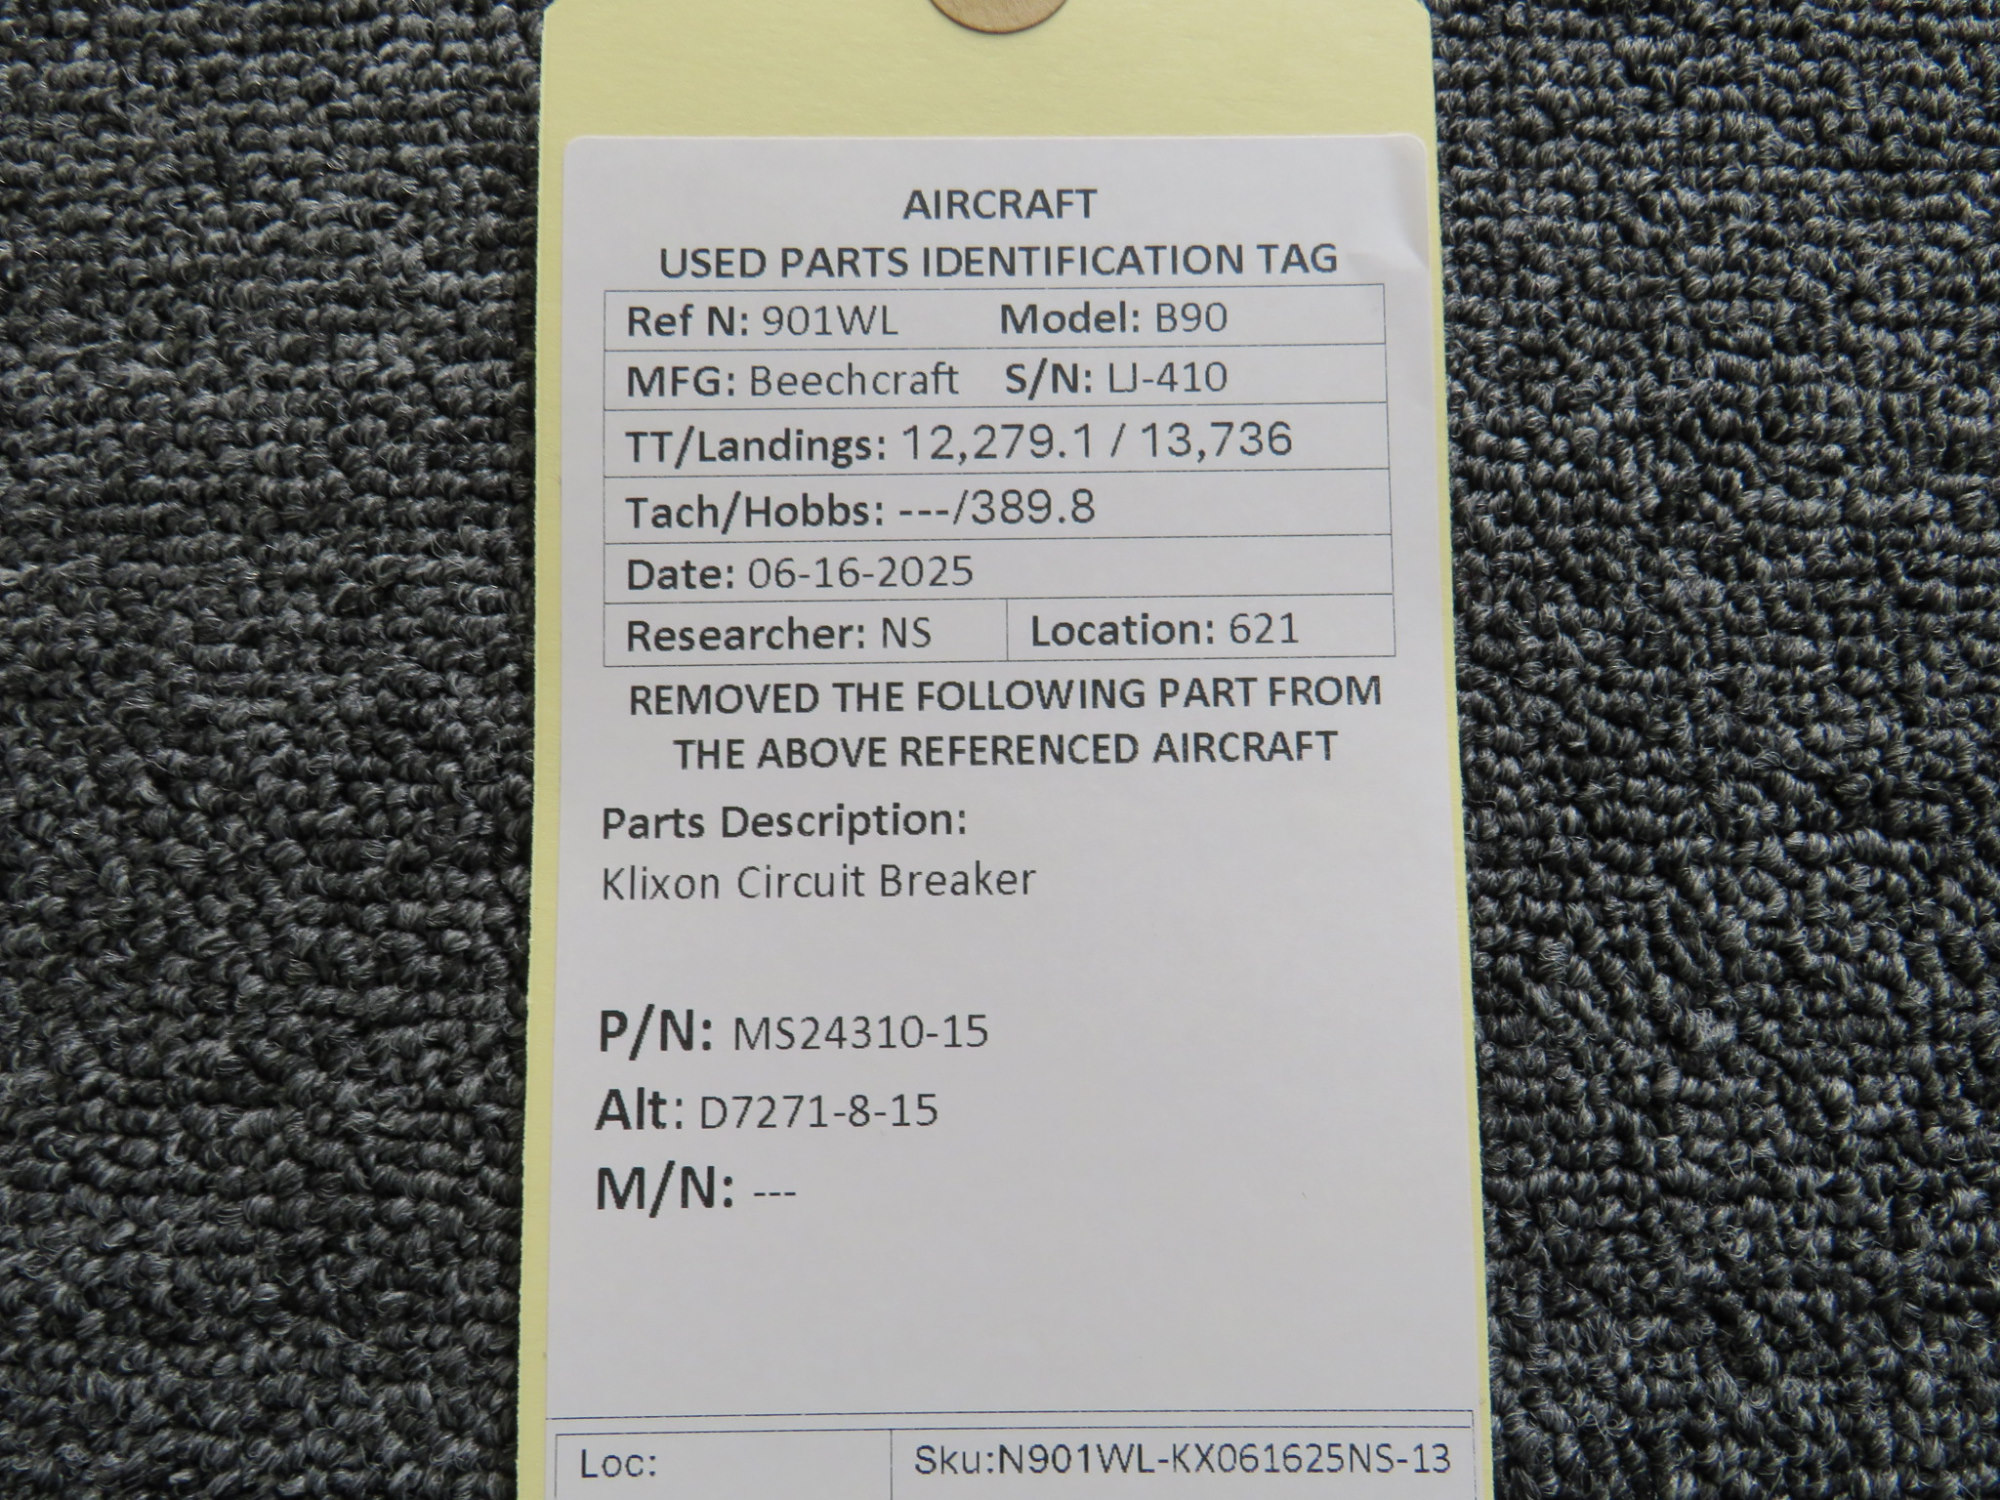 AIRCRAFT
USED PARTS IDENTIFICATION TAG
Ref N: 901WL Model: B90
MFG: Beechcraft S/N: LJ-410
TT/Landings: 12,279.1 / 13,736
Tach/Hobbs: ---/389.8
Date: 06-16-2025
Researcher: NS Location: 621
REMOVED THE FOLLOWING PART FROM
THE ABOVE REFERENCED AIRCRAFT
Parts Description:
Klixon Circuit Breaker
P/N: MS24310-15
Alt: D7271-8-15
M/N: ---
Loc: Sku:N901WL-KX061625NS-13